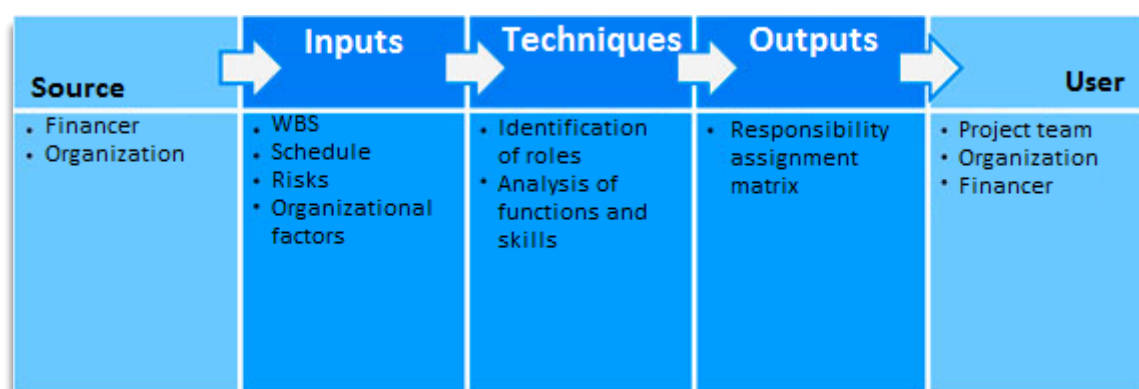 Source
Inputs
Techniques
Outputs
User
• Financer
• Organization
• WBS
• Schedule
• Risks
• Organizational
factors
• Identification
of roles
• Analysis of
functions and
skills
• Responsibility
assignment
matrix
• Project team
• Organization
• Financer